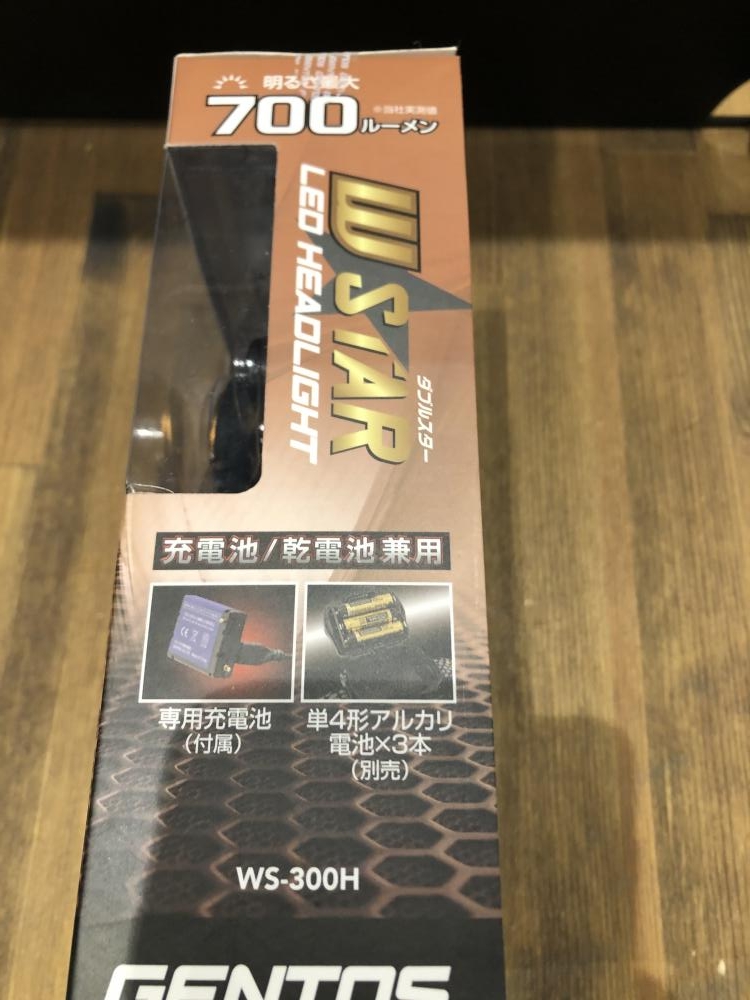 明るさ最大
700ルーメン
※当社実測値
W STAR
ダブルスター
LED HEADLIGHT
充電池/乾電池兼用
専用充電池
(付属)
単4形アルカリ
電池×3本
(別売)
WS-300H
GENTOS